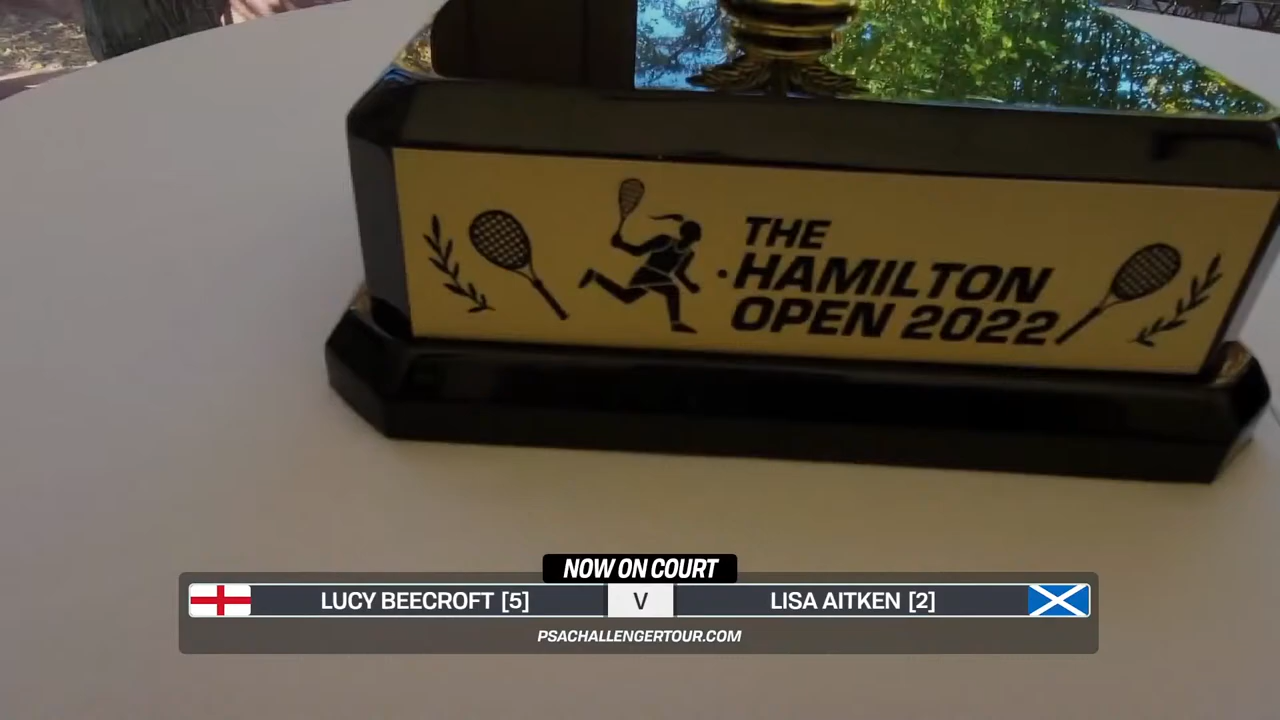 THE
HAMILTON
OPEN 2022
NOW ON COURT
LUCY BEECROFT [5] V LISA AITKEN [2]
PSACHALLENGERTOUR.COM